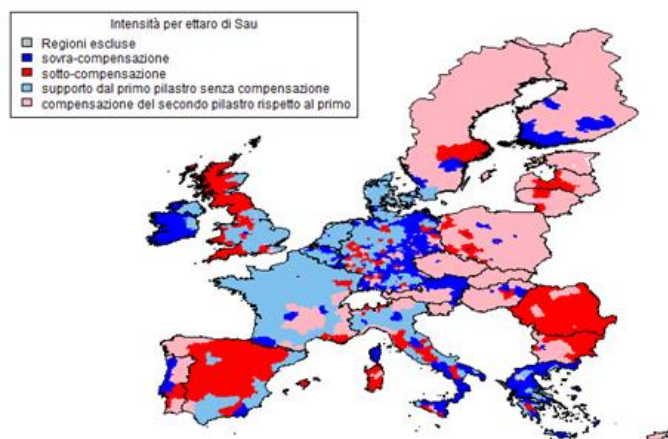 Intensità per ettaro di Sau
Regioni escluse
sovra-compensazione
sotto-compensazione
supporto dal primo pilastro senza compensazione
compensazione del secondo pilastro rispetto al primo